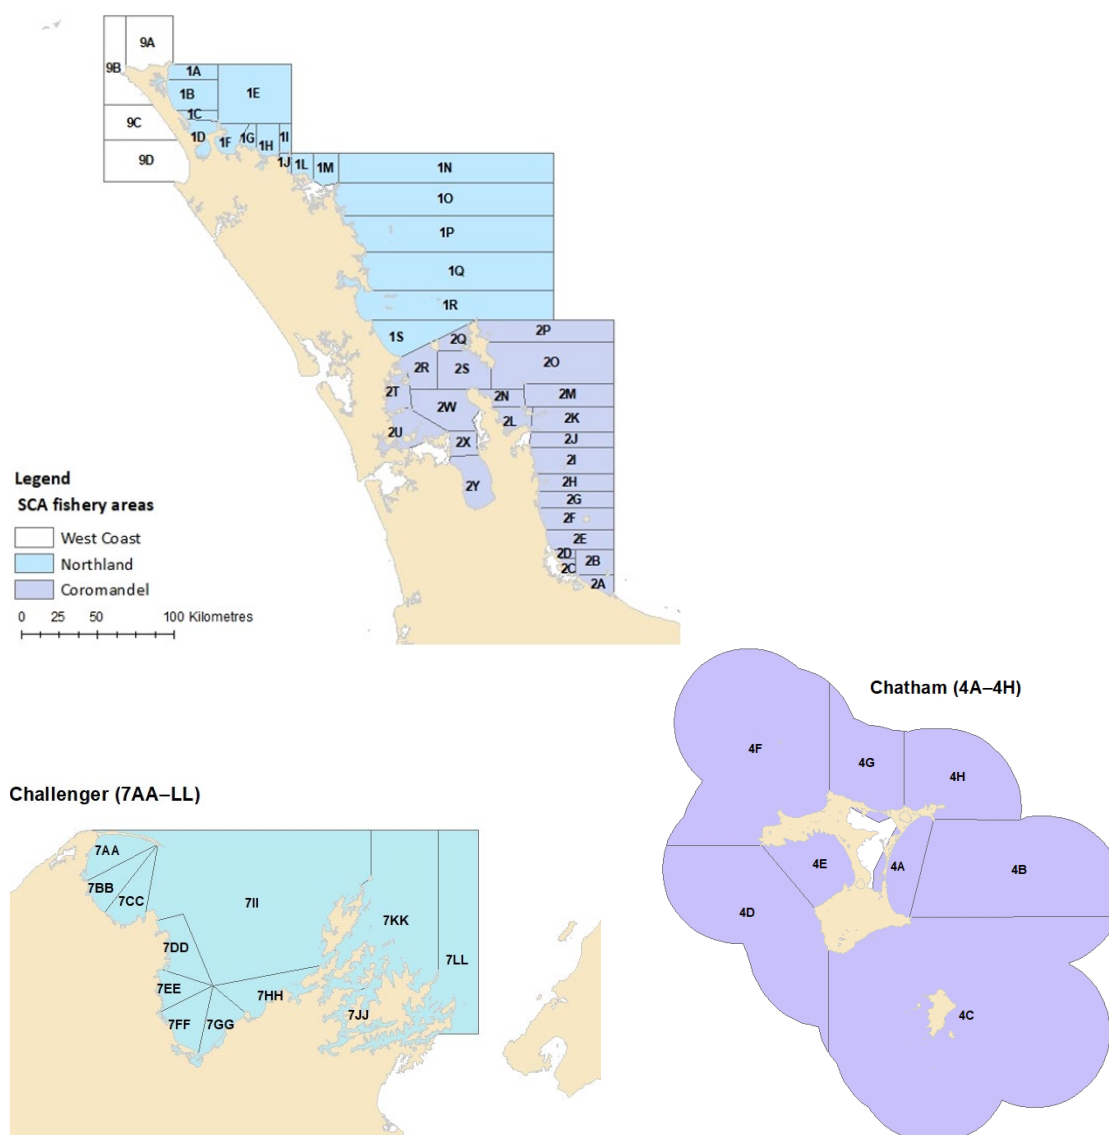 9A
9B
1A
1B
1E
1C
9C
1D
1F
1G
1H
1I
9D
1J
1L
1M
1N
1O
1P
1Q
1R
1S
2Q
2P
2R
2S
2O
2T
2N
2M
2W
2L
2K
2U
2X
2J
2I
2Y
2H
2G
2F
2E
2D
2B
2C
2A
Legend
SCA fishery areas
West Coast
Northland
Coromandel
0 25 50 100 Kilometres
Chatham (4A–4H)
4F
4G
4H
4E
4A
4B
4D
4C
Challenger (7AA–LL)
7AA
7BB
7CC
7II
7KK
7DD
7LL
7EE
7HH
7FF
7GG
7JJ